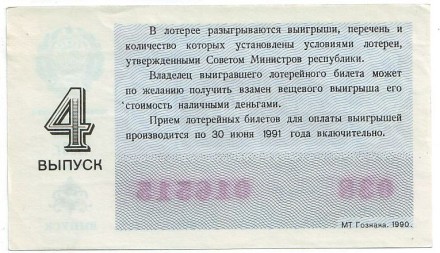 В лотерее разыгрываются выигрыши, перечень и
количество которых установлены условиями лотереи,
утвержденными Советом Министров республики.
Владелец выигравшего лотерейного билета может
по желанию получить взамен вещевого выигрыша его
стоимость наличными деньгами.
Прием лотерейных билетов для оплаты выигрышей
производится по 30 июня 1991 года включительно.
4
ВЫПУСК
МТ Гознака. 1990.